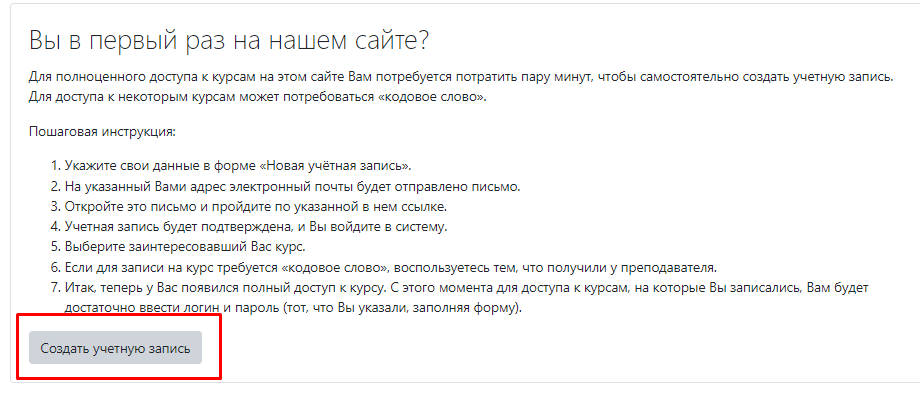 Вы в первый раз на нашем сайте?
Для полноценного доступа к курсам на этом сайте Вам потребуется потратить пару минут, чтобы самостоятельно создать учетную запись.
Для доступа к некоторым курсам может потребоваться «кодовое слово».
Пошаговая инструкция:
1. Укажите свои данные в форме «Новая учётная запись».
2. На указанный Вами адрес электронный почты будет отправлено письмо.
3. Откройте это письмо и пройдите по указанной в нем ссылке.
4. Учетная запись будет подтверждена, и Вы войдите в систему.
5. Выберите заинтересовавший Вас курс.
6. Если для записи на курс требуется «кодовое слово», воспользуетесь тем, что получили у преподавателя.
7. Итак, теперь у Вас появился полный доступ к курсу. С этого момента для доступа к курсам, на которые Вы записались, Вам будет
достаточно ввести логин и пароль (тот, что Вы указали, заполняя форму).
Создать учетную запись